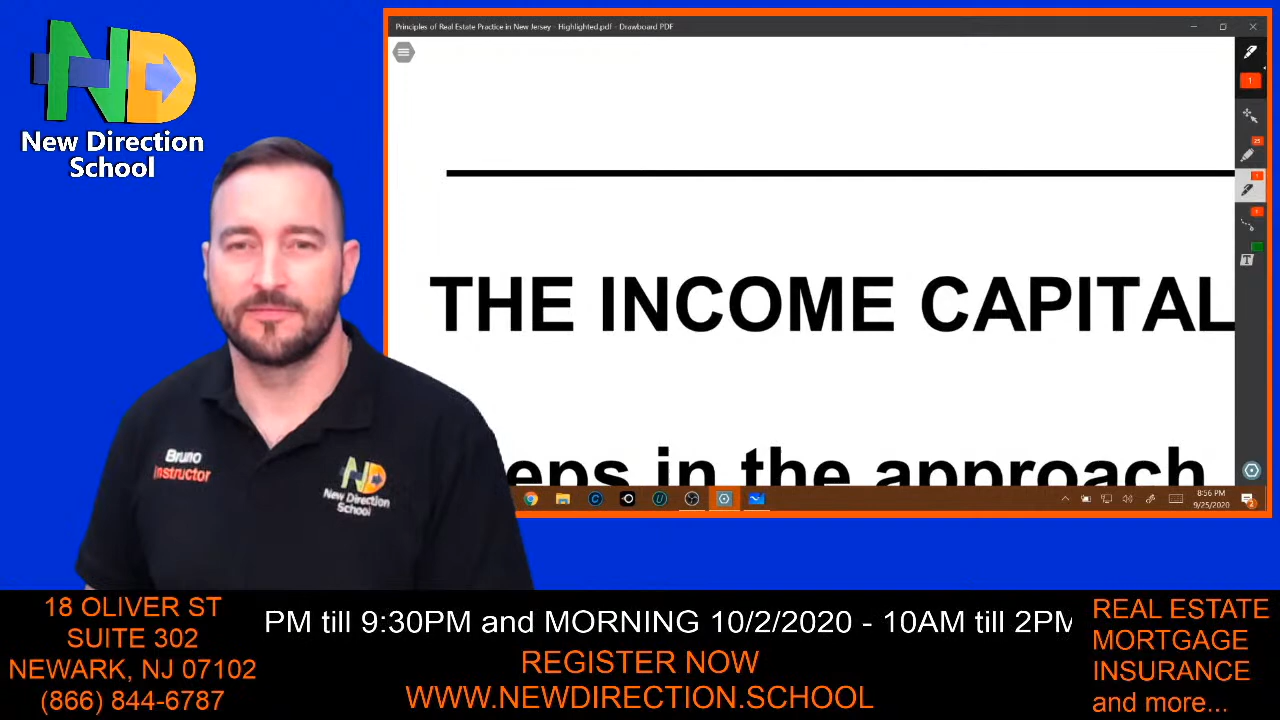 New Direction
School
Bruno
Instructor
New Direction
School
Principles of Real Estate Practice in New Jersey - Highlighted.pdf - Drawboard PDF
1
25
THE INCOME CAPITAL
eps in the approach
8:56 PM
9/25/2020
18 OLIVER ST
SUITE 302
NEWARK, NJ 07102
(866) 844-6787
PM till 9:30PM and MORNING 10/2/2020 - 10AM till 2PM
REGISTER NOW
WWW.NEWDIRECTION.SCHOOL
REAL ESTATE
MORTGAGE
INSURANCE
and more...